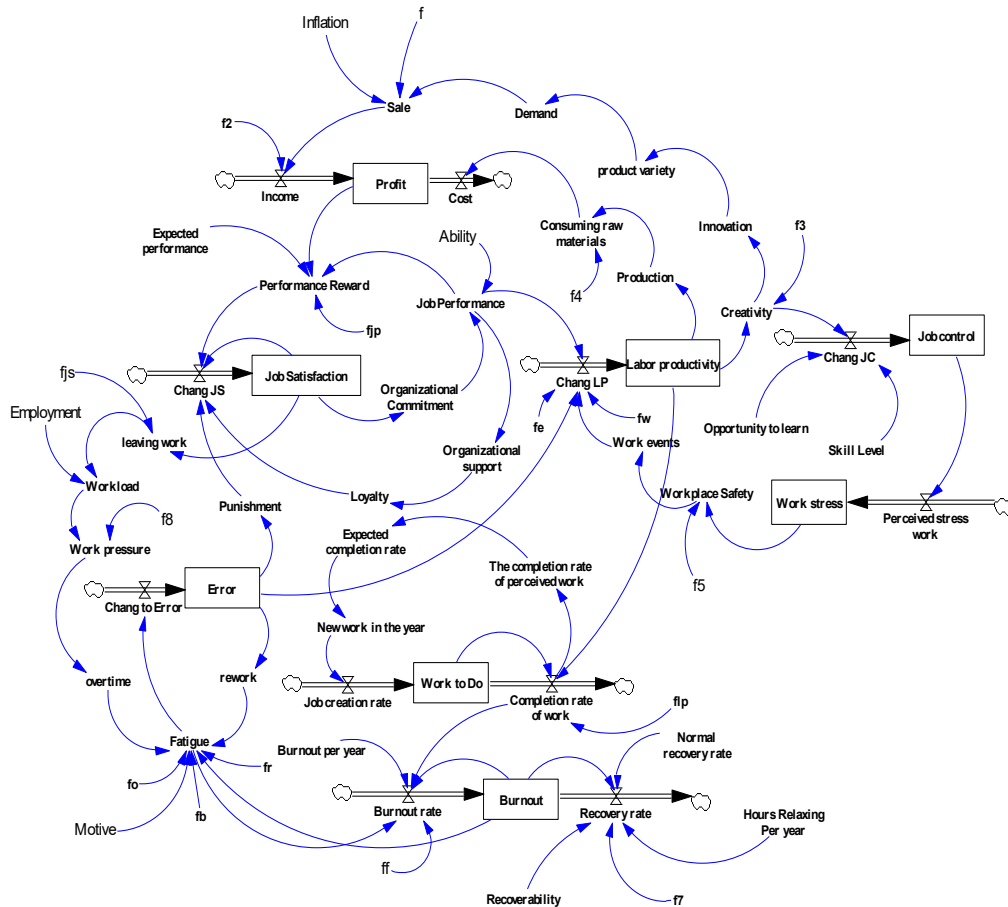 Inflation
f
Sale
Demand
f2
Income
Profit
Cost
product variety
Expected
performance
Ability
Consuming raw
materials
Innovation
f3
Performance Reward
Job Performance
f4
Production
Creativity
fjp
Job control
Chang JC
fjs
Chang JS
Job Satisfaction
Organizational
Commitment
Chang LP
Labor productivity
Employment
leaving work
fe
fw
Opportunity to learn
Skill Level
Organizational
support
Work events
Workload
Punishment
Loyalty
Workplace Safety
Work stress
Perceived stress
work
f8
Work pressure
Expected
completion rate
The completion rate
of perceived work
f5
Chang to Error
Error
New work in the year
overtime
rework
Job creation rate
Work to Do
Completion rate
of work
flp
Fatigue
Burnout per year
Normal
recovery rate
fo
fr
fb
Motive
Burnout rate
Burnout
Recovery rate
Hours Relaxing
Per year
ff
Recoverability
f7